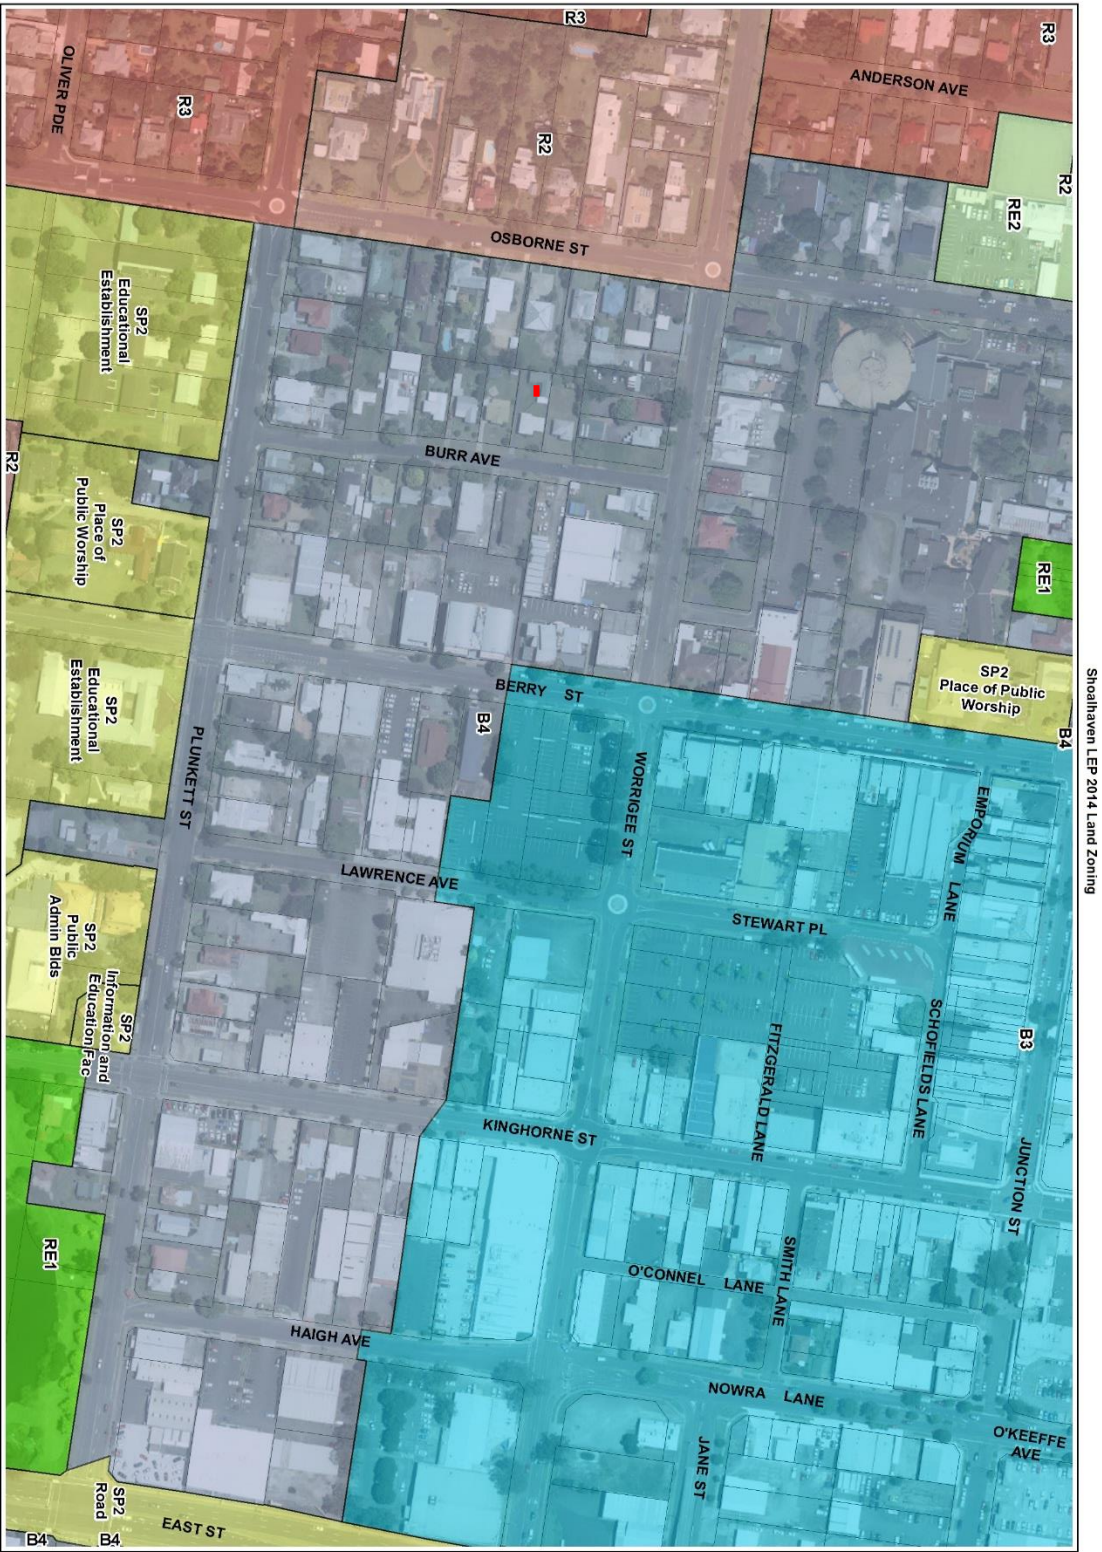 R3
R3
ANDERSON AVE
OLIVER PDE
R3
R2
R2
RE2
OSBORNE ST
SP2
Educational
Establishment
BURR AVE
R2
SP2
Place of
Public Worship
RE1
SP2
Place of Public
Worship
B4
SP2
Educational
Establishment
BERRY ST
B4
PLUNKETT ST
WORRIGEE ST
EMPORIUM LANE
LAWRENCE AVE
STEWART PL
SP2
Public
Admin Blds
SP2
Information and
Education Fac
SCHOFIELDS LANE
B3
FITZGERALD LANE
KINGHORNE ST
JUNCTION ST
RE1
O'CONNEL LANE
SMITH LANE
HAIGH AVE
NOWRA LANE
O'KEEFFE
AVE
JANE ST
SP2
Road
EAST ST
B4
B4
Shoalhaven LEP 2014 Land Zoning